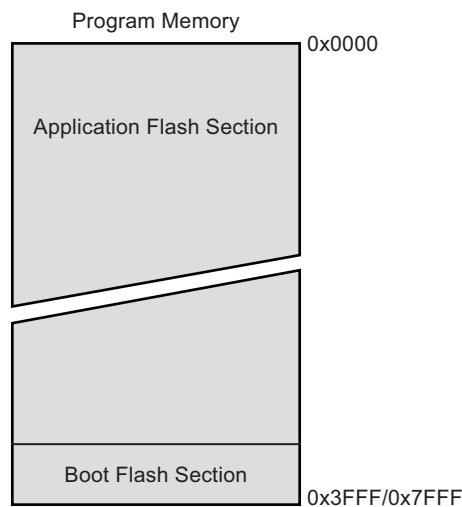 Program Memory
0x0000
Application Flash Section
Boot Flash Section
0x3FFF/0x7FFF